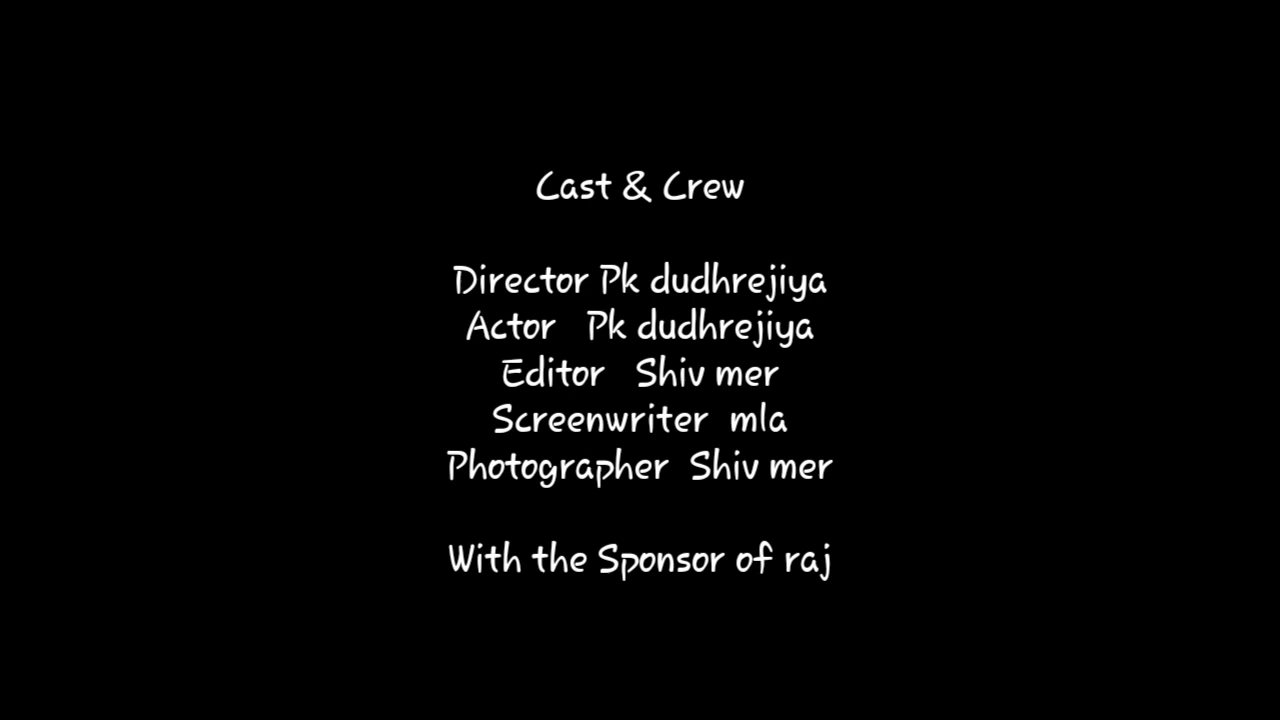 Cast & Crew
Director Pk dudhrejiya
Actor Pk dudhrejiya
Editor Shiv mer
Screenwriter mla
Photographer Shiv mer
With the Sponsor of raj